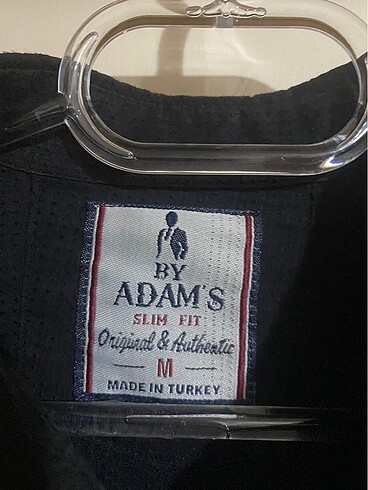 BY
ADAM'S
SLIM FIT
Original & Authentic
M
MADE IN TURKEY